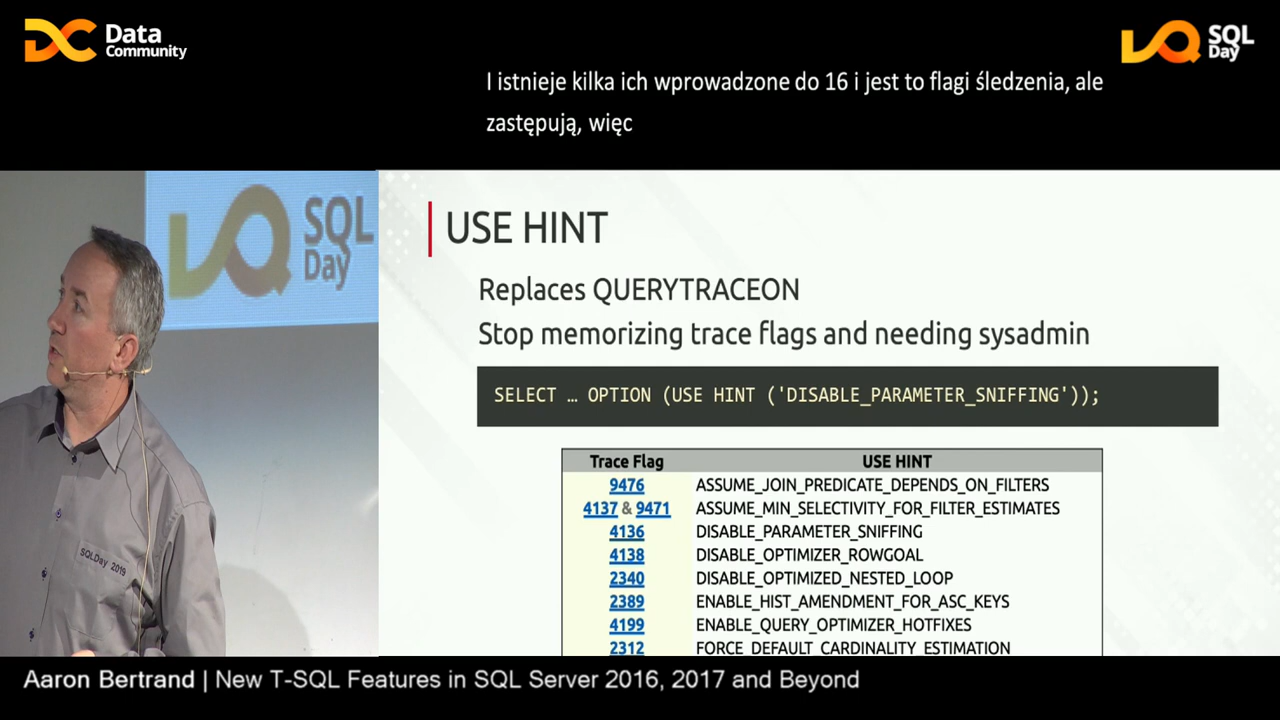 Data
Community
SQL
Day
I istnieje kilka ich wprowadzone do 16 i jest to flagi śledzenia, ale
zastępują, więc
SQL
Day
SQLDay 2019
USE HINT
Replaces QUERYTRACEON
Stop memorizing trace flags and needing sysadmin
SELECT … OPTION (USE HINT ('DISABLE_PARAMETER_SNIFFING'));
Trace Flag USE HINT
9476 ASSUME_JOIN_PREDICATE_DEPENDS_ON_FILTERS
4137 & 9471 ASSUME_MIN_SELECTIVITY_FOR_FILTER_ESTIMATES
4136 DISABLE_PARAMETER_SNIFFING
4138 DISABLE_OPTIMIZER_ROWGOAL
2340 DISABLE_OPTIMIZED_NESTED_LOOP
2389 ENABLE_HIST_AMENDMENT_FOR_ASC_KEYS
4199 ENABLE_QUERY_OPTIMIZER_HOTFIXES
2312 FORCE_DEFAULT_CARDINALITY_ESTIMATION
Aaron Bertrand | New T-SQL Features in SQL Server 2016, 2017 and Beyond